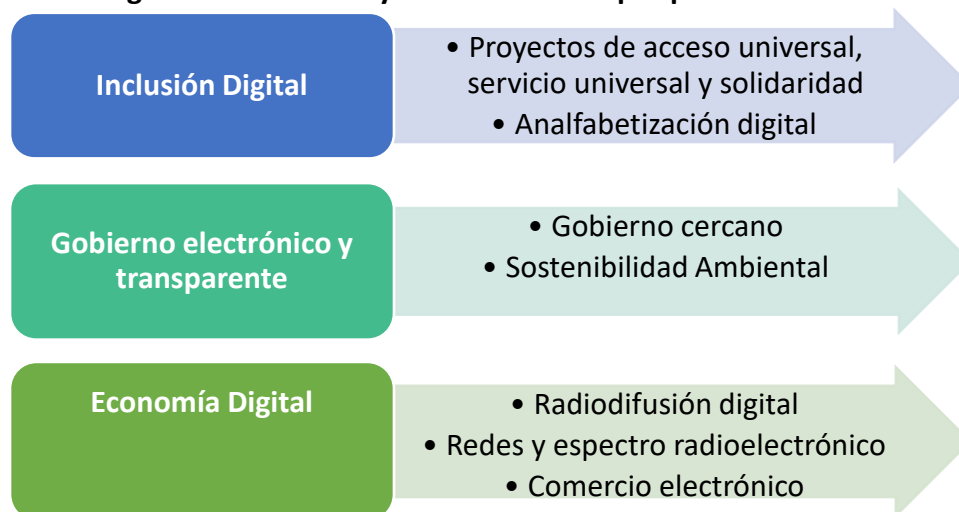 Inclusión Digital
• Proyectos de acceso universal,
servicio universal y solidaridad
• Analfabetización digital
Gobierno electrónico y
transparente
• Gobierno cercano
• Sostenibilidad Ambiental
Economía Digital
• Radiodifusión digital
• Redes y espectro radioelectrónico
• Comercio electrónico